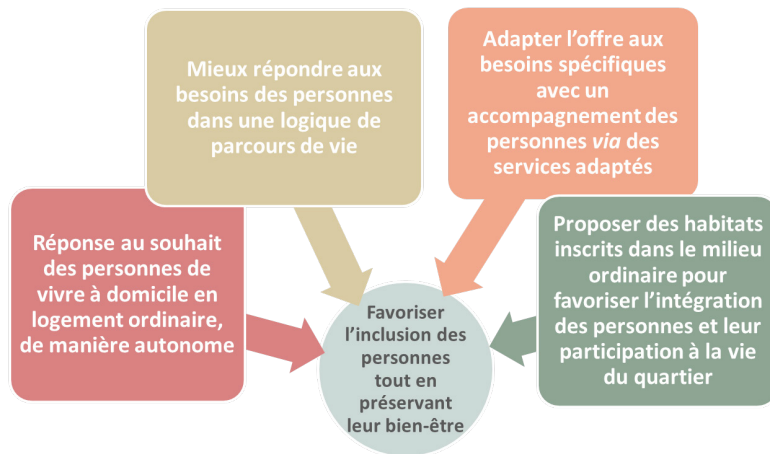 Mieux répondre aux
besoins des personnes
dans une logique de
parcours de vie
Adapter l’offre aux
besoins spécifiques
avec un
accompagnement des
personnes via des
services adaptés
Réponse au souhait
des personnes de
vivre à domicile en
logement ordinaire,
de manière autonome
Proposer des habitats
inscrits dans le milieu
ordinaire pour
favoriser l’intégration
des personnes et leur
participation à la vie
du quartier
Favoriser
l’inclusion des
personnes
tout en
préservant
leur bien-être